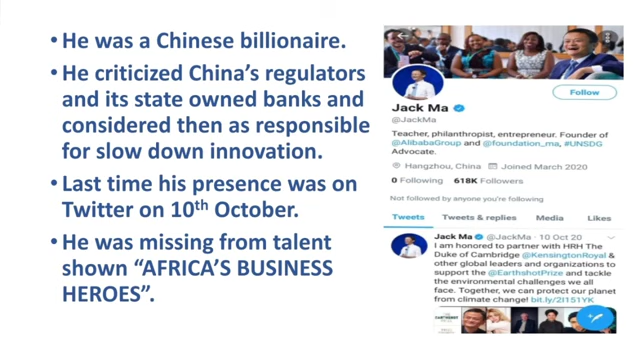 • He was a Chinese billionaire.
• He criticized China's regulators
and its state owned banks and
considered then as responsible
for slow down innovation.
• Last time his presence was on
Twitter on 10th October.
• He was missing from talent
shown “AFRICA'S BUSINESS
HEROES”.
Follow
Jack Ma
@JackMa
Teacher, philanthropist, entrepreneur. Founder of
@AlibabaGroup and @foundation_ma, #UNSDG
Advocate.
Hangzhou, China Joined March 2020
0 Following 618K Followers
Not followed by anyone you're following
Tweets Tweets & replies Media Likes
Jack Ma @JackMa · 10 Oct 20
I am honored to partner with HRH The
Duke of Cambridge @KensingtonRoyal &
other global leaders and organizations to
support the @EarthshotPrize and tackle
the environmental challenges we all
face. Together, we can protect our planet
from climate change! bit.ly/2I151YK